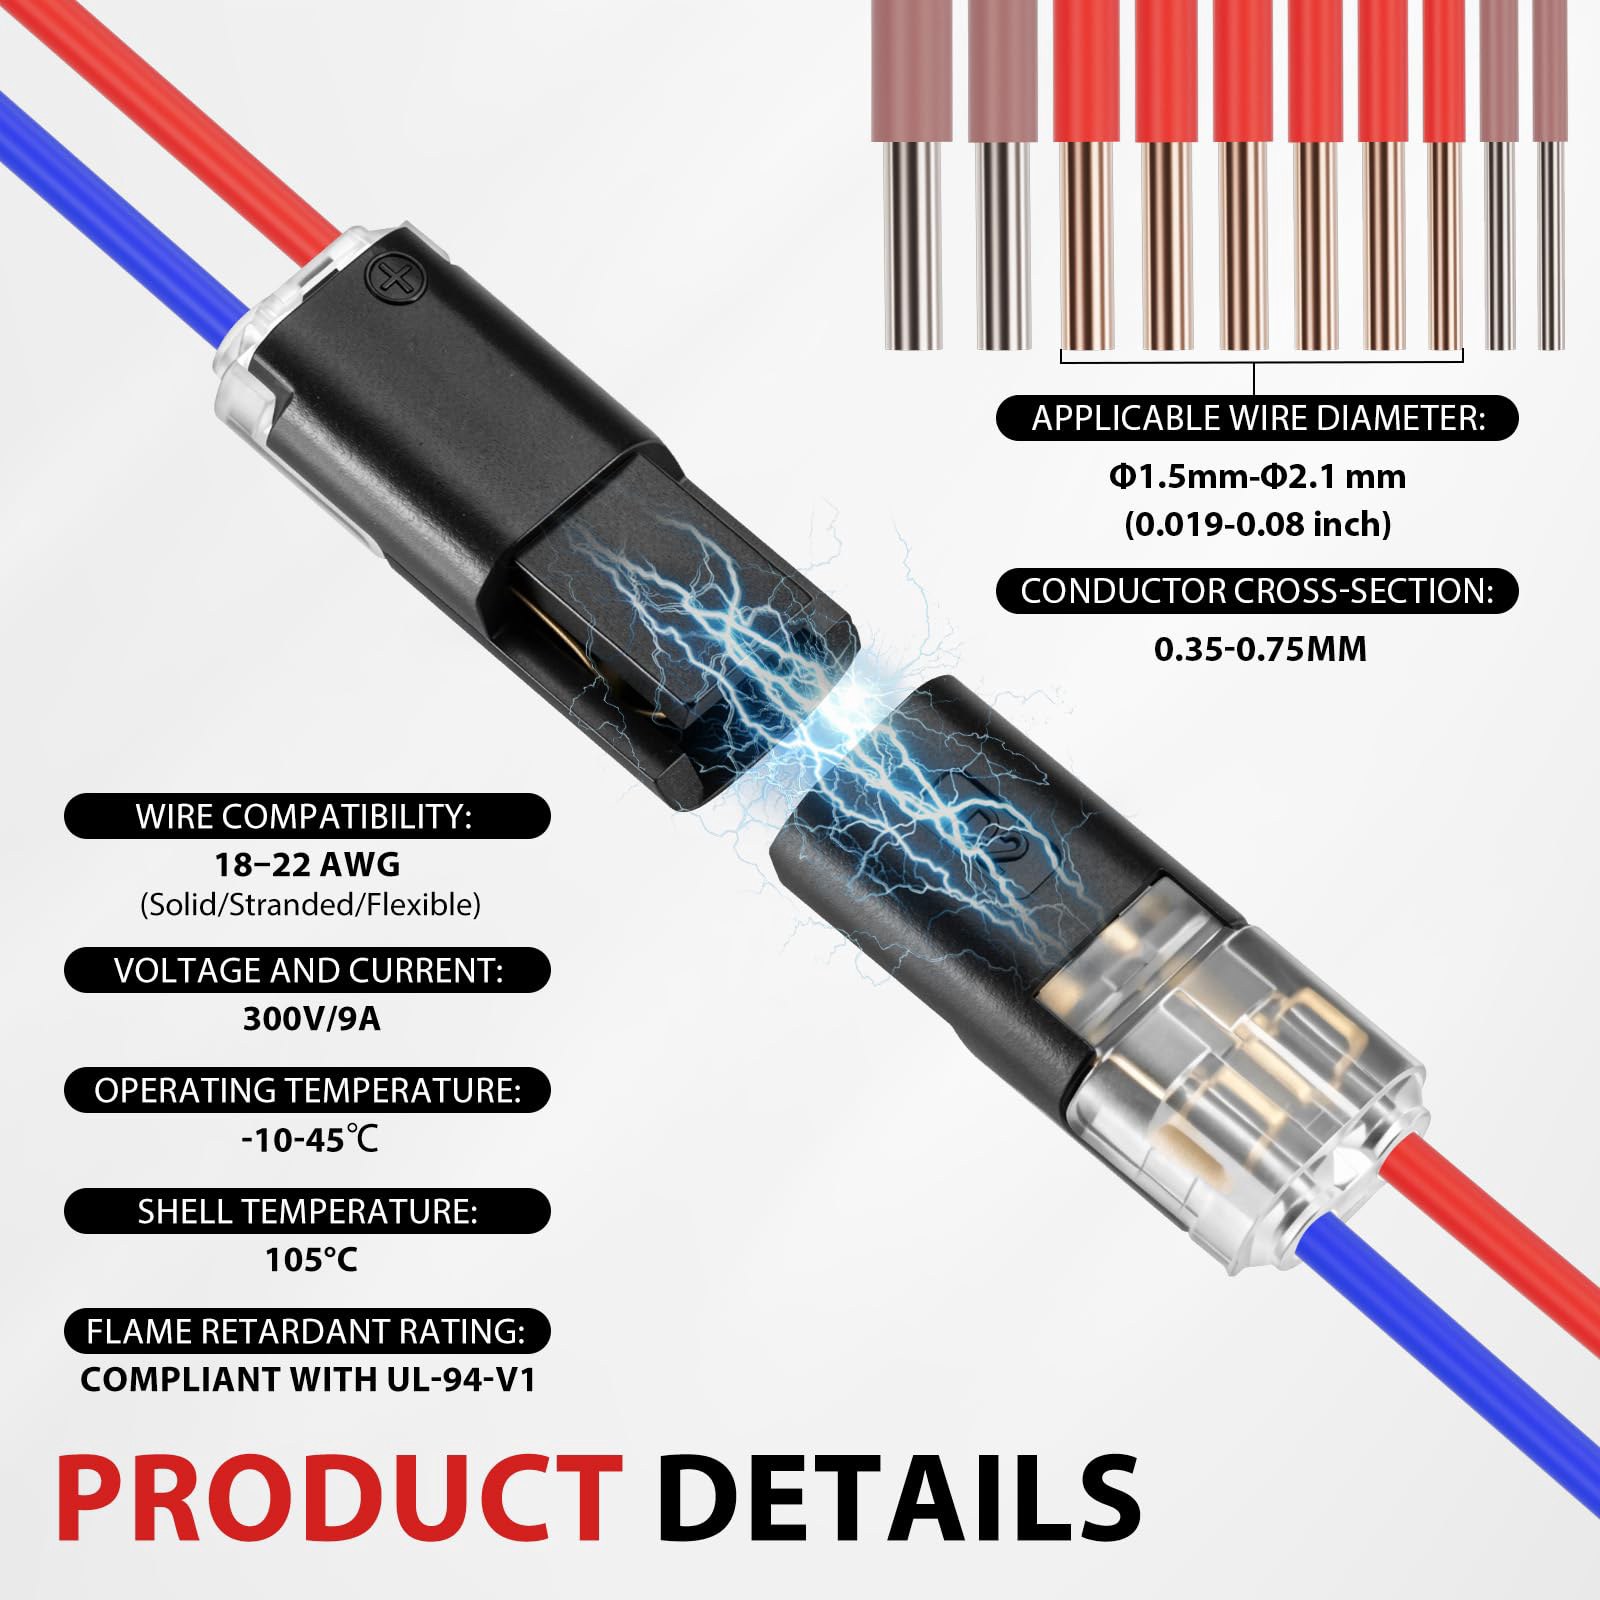 APPLICABLE WIRE DIAMETER:
Φ1.5mm-Φ2.1 mm
(0.019-0.08 inch)
CONDUCTOR CROSS-SECTION:
0.35-0.75MM
WIRE COMPATIBILITY:
18–22 AWG
(Solid/Stranded/Flexible)
VOLTAGE AND CURRENT:
300V/9A
OPERATING TEMPERATURE:
-10-45℃
SHELL TEMPERATURE:
105°C
FLAME RETARDANT RATING:
COMPLIANT WITH UL-94-V1
PRODUCT DETAILS